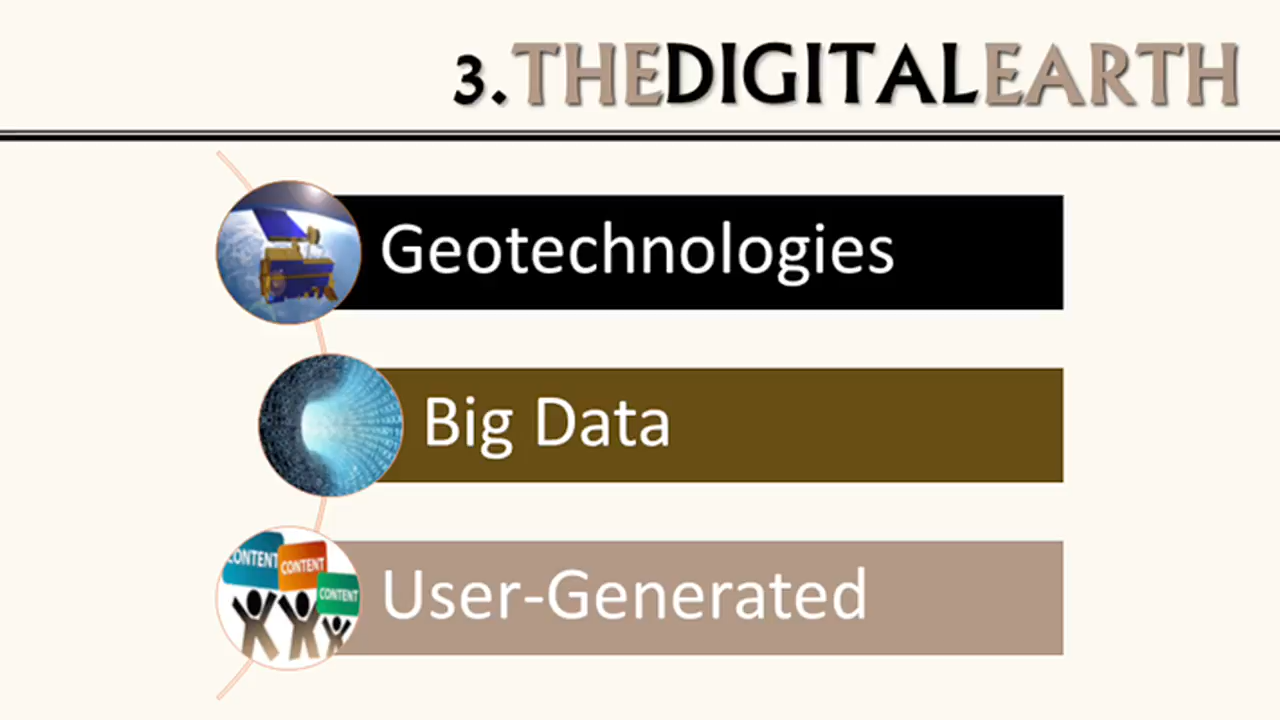 3.THEDIGITALEARTH
Geotechnologies
Big Data
CONTENT
CONTENT
CONTENT
User-Generated